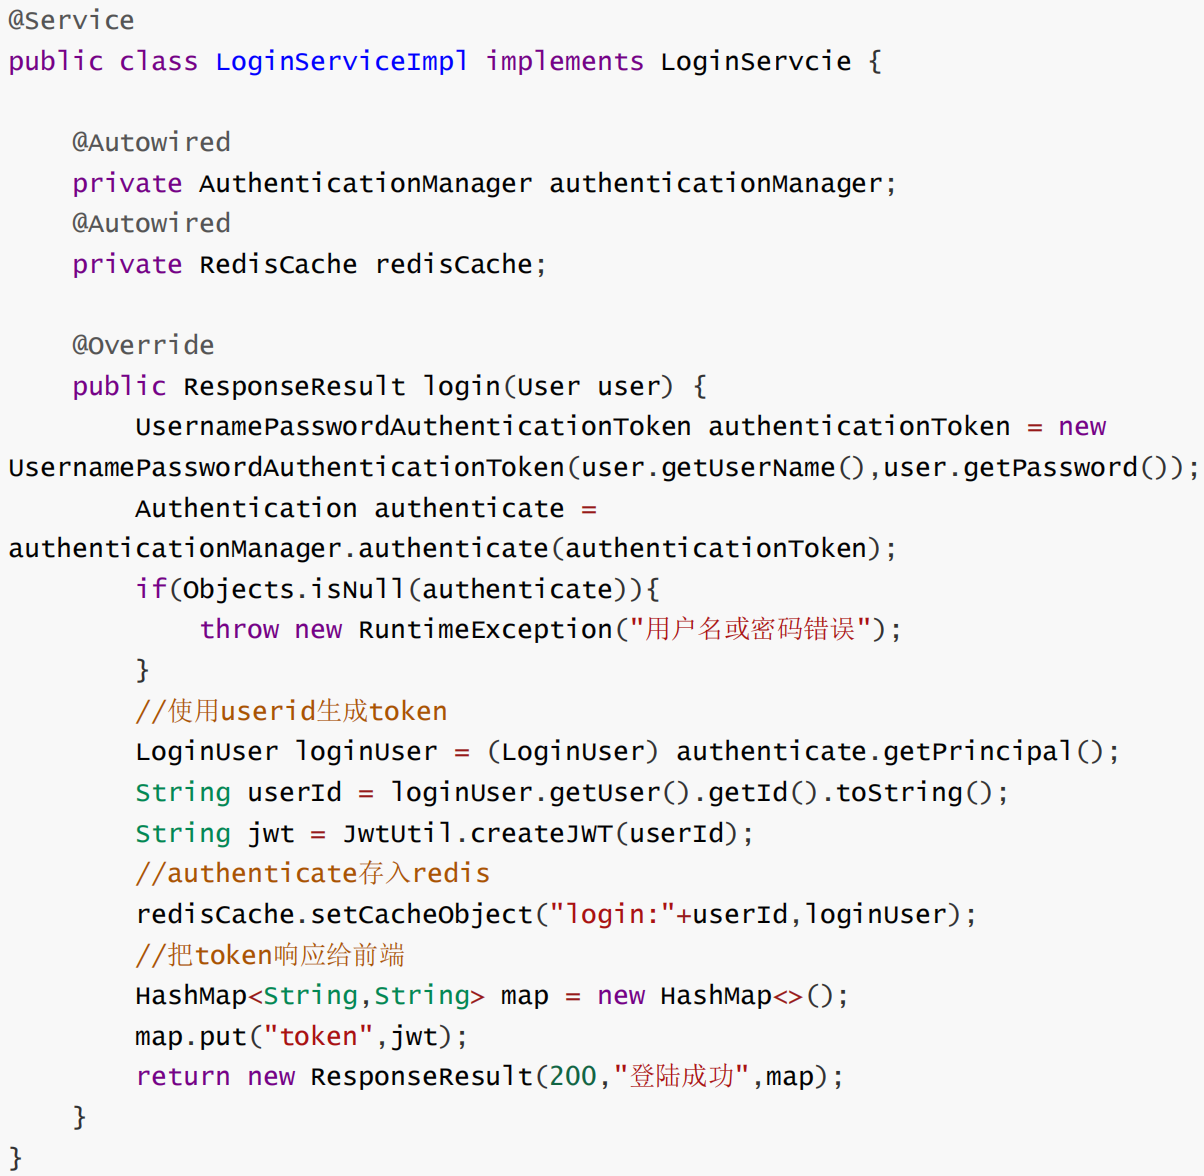 @Service
public class LoginServiceImpl implements LoginServcie {
    @Autowired
    private AuthenticationManager authenticationManager;
    @Autowired
    private RedisCache redisCache;
    @Override
    public ResponseResult login(User user) {
        UsernamePasswordAuthenticationToken authenticationToken = new
UsernamePasswordAuthenticationToken(user.getUserName(),user.getPassword());
        Authentication authenticate =
authenticationManager.authenticate(authenticationToken);
        if(Objects.isNull(authenticate)){
            throw new RuntimeException("用户名或密码错误");
        }
        //使用userid生成token
        LoginUser loginUser = (LoginUser) authenticate.getPrincipal();
        String userId = loginUser.getUser().getId().toString();
        String jwt = JwtUtil.createJWT(userId);
        //authenticate存入redis
        redisCache.setCacheObject("login:"+userId,loginUser);
        //把token响应给前端
        HashMap<String,String> map = new HashMap<>();
        map.put("token",jwt);
        return new ResponseResult(200,"登陆成功",map);
    }
}